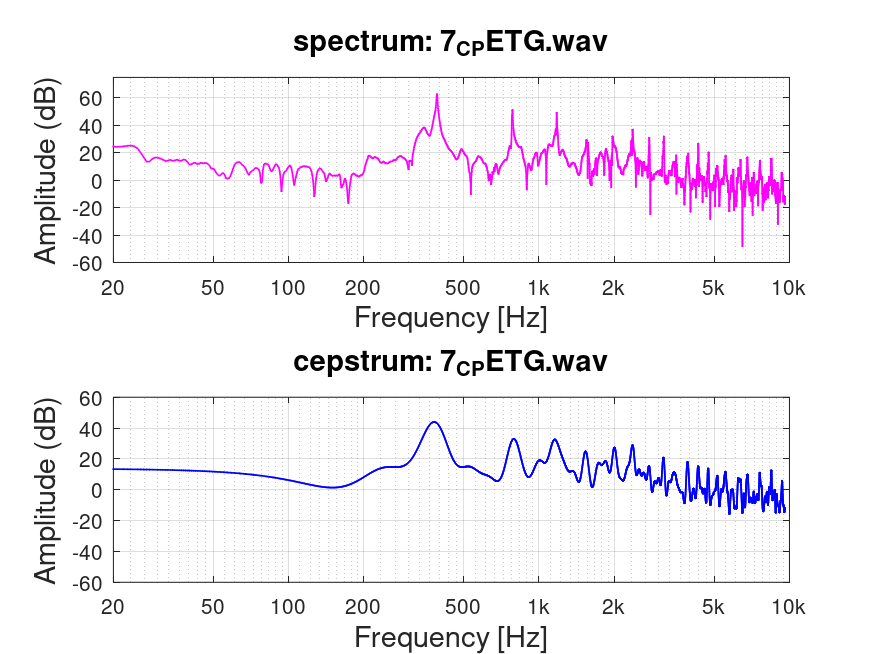 spectrum: 7CPETG.wav
Amplitude (dB)
60
40
20
0
-20
-40
-60
20 50 100 200 500 1k 2k 5k 10k
Frequency [Hz]
cepstrum: 7CPETG.wav
Amplitude (dB)
60
40
20
0
-20
-40
-60
20 50 100 200 500 1k 2k 5k 10k
Frequency [Hz]